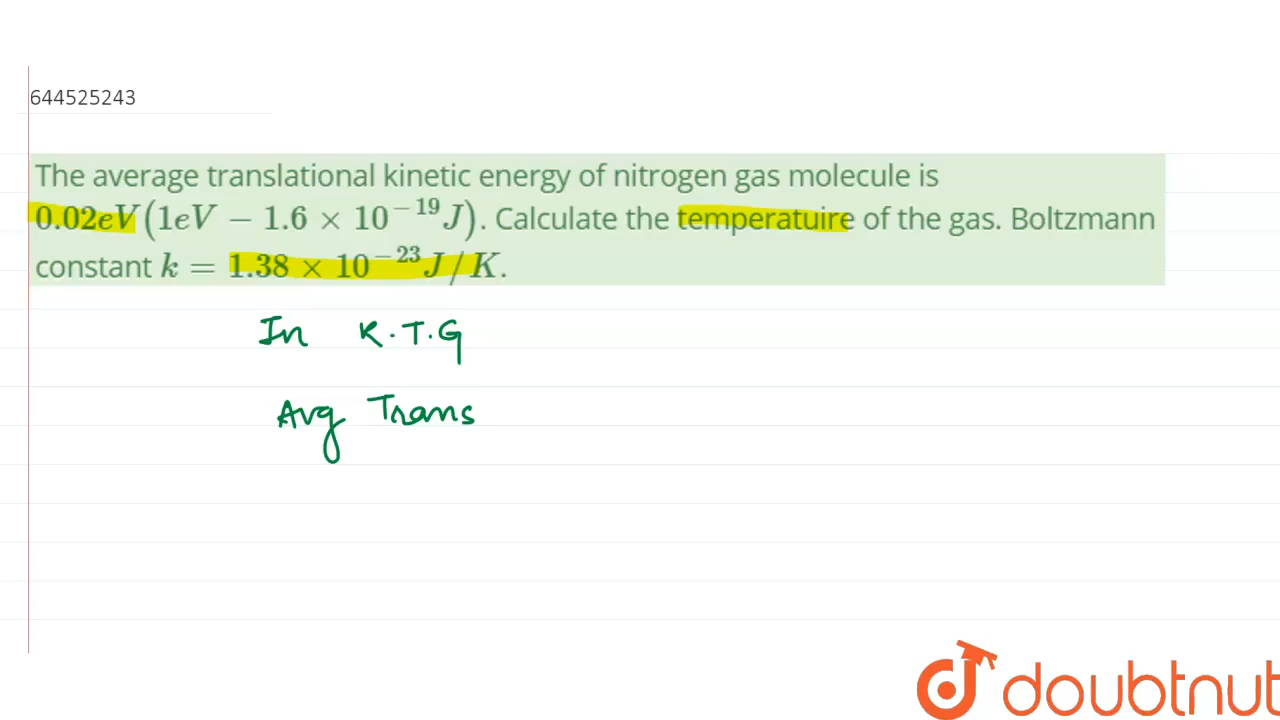 644525243
The average translational kinetic energy of nitrogen gas molecule is
0.02eV(1eV − 1.6 × 10^−19 J). Calculate the temperatuire of the gas. Boltzmann
constant k = 1.38 × 10^−23 J/K.
In K.T.G
Avg Trans
doubtnut